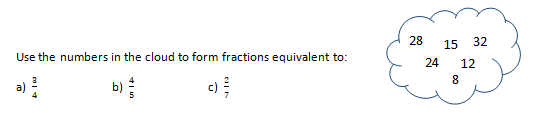 28 15 32
Use the numbers in the cloud to form fractions equivalent to:
24 12
a) 3/4 b) 4/5 c) 2/7
8